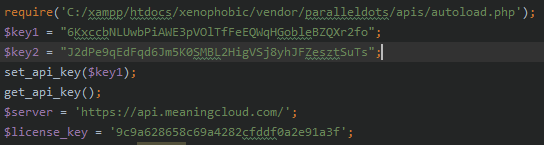 require('C:/xampp/htdocs/xenophobic/vendor/paralleldots/apis/autoload.php');
$key1 = "6KxccbNLUwbPiAWE3pVOlTfFeEQWqHGobleBZQXr2fo";
$key2 = "J2dPe9qEdFqd6Jm5K0SMBL2HigVSj8yhJFZesztSuTs";
set_api_key($key1);
get_api_key();
$server = 'https://api.meaningcloud.com/';
$license_key = '9c9a628658c69a4282cfddf0a2e91a3f';